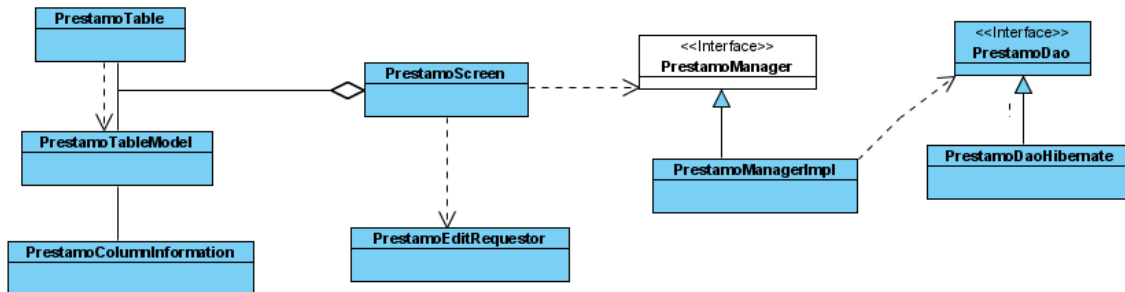 PrestamoTable
<<Interface>>
PrestamoManager
<<Interface>>
PrestamoDao
PrestamoScreen
PrestamoTableModel
PrestamoManagerImpl
PrestamoDaoHibernate
PrestamoColumnInformation
PrestamoEditRequestor